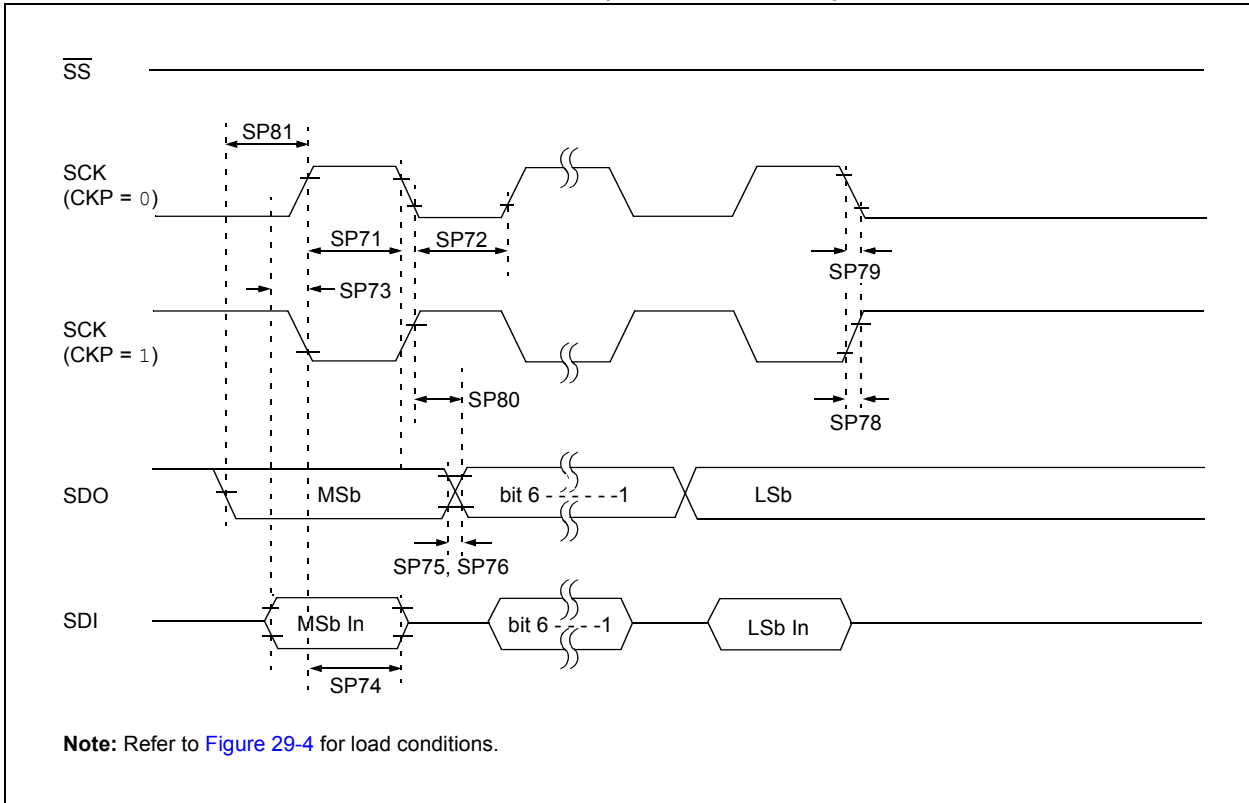 SS
SP81
SCK
(CKP = 0)
SP71
SP72
SP79
SP73
SCK
(CKP = 1)
SP80
SP78
SDO
MSb
bit 6 - - - - - -1
LSb
SP75, SP76
SDI
MSb In
bit 6 - - - -1
LSb In
SP74
Note: Refer to Figure 29-4 for load conditions.